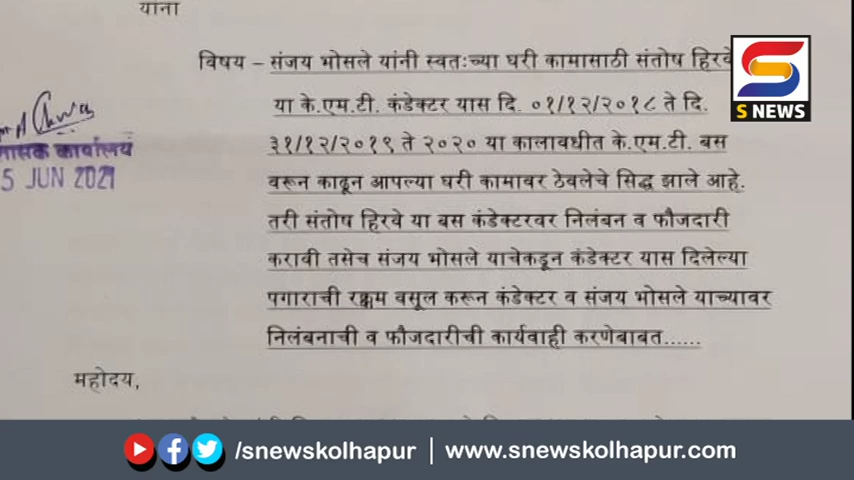 यांना
विषय – संजय भोसले यांनी स्वतःच्या घरी कामासाठी संतोष हिरवे
या के.एम.टी. कंडेक्टर यास दि. ०१/१२/२०१८ ते दि.
३१/१२/२०१९ ते २०२० या कालावधीत के.एम.टी. बस
वरून काढून आपल्या घरी कामावर ठेवलेचे सिद्ध झाले आहे.
तरी संतोष हिरवे या बस कंडेक्टरवर निलंबन व फौजदारी
करावी तसेच संजय भोसले याचेकडून कंडेक्टर यास दिलेल्या
पगाराची रक्कम वसूल करून कंडेक्टर व संजय भोसले याच्यावर
निलंबनाची व फौजदारीची कार्यवाही करणेबाबत......
महोदय,
कार्यालय
5 JUN 2021
S NEWS
/snewskolhapur | www.snewskolhapur.com